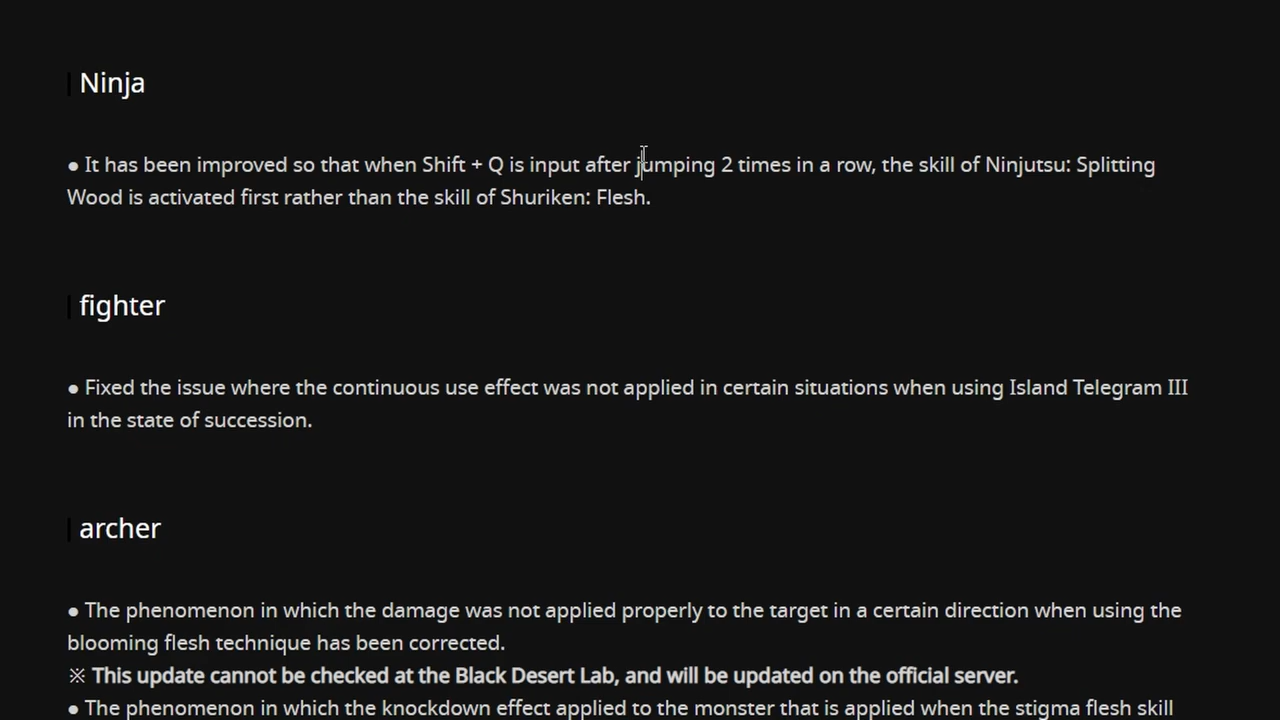 Ninja
● It has been improved so that when Shift + Q is input after jumping 2 times in a row, the skill of Ninjutsu: Splitting
Wood is activated first rather than the skill of Shuriken: Flesh.
fighter
● Fixed the issue where the continuous use effect was not applied in certain situations when using Island Telegram III
in the state of succession.
archer
● The phenomenon in which the damage was not applied properly to the target in a certain direction when using the
blooming flesh technique has been corrected.
※ This update cannot be checked at the Black Desert Lab, and will be updated on the official server.
● The phenomenon in which the knockdown effect applied to the monster that is applied when the stigma flesh skill